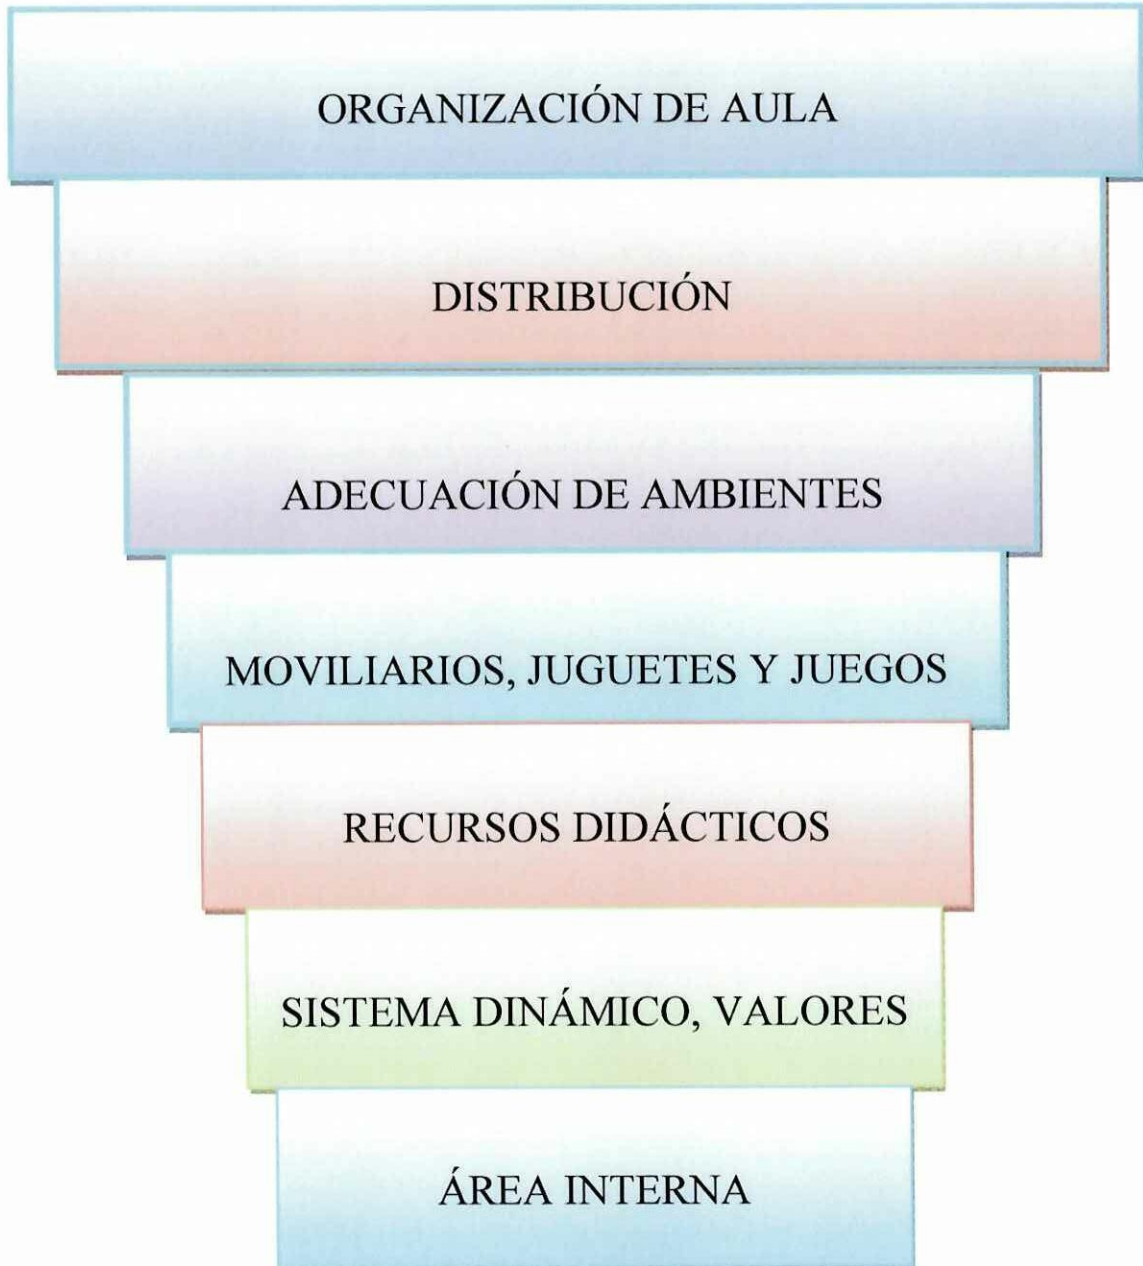 ORGANIZACIÓN DE AULA
DISTRIBUCIÓN
ADECUACIÓN DE AMBIENTES
MOVILIARIOS, JUGUETES Y JUEGOS
RECURSOS DIDÁCTICOS
SISTEMA DINÁMICO, VALORES
ÁREA INTERNA